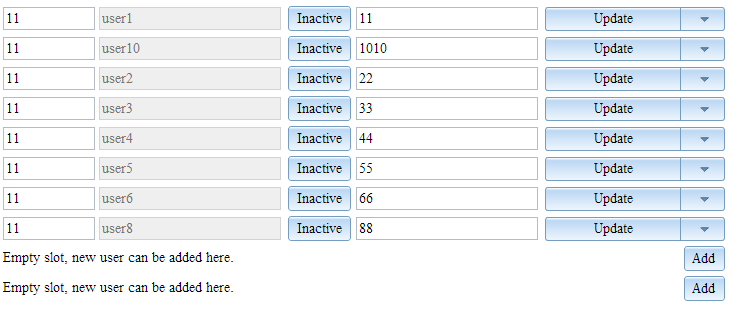 11 user1 Inactive 11 Update
11 user10 Inactive 1010 Update
11 user2 Inactive 22 Update
11 user3 Inactive 33 Update
11 user4 Inactive 44 Update
11 user5 Inactive 55 Update
11 user6 Inactive 66 Update
11 user8 Inactive 88 Update
Empty slot, new user can be added here. Add
Empty slot, new user can be added here. Add